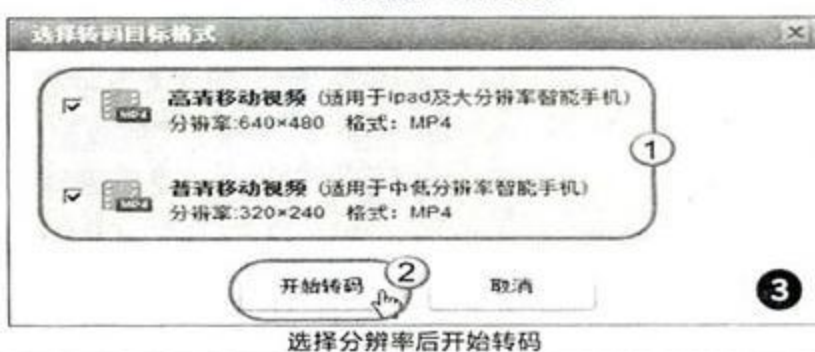 选择转码目标格式
高清移动视频 (适用于ipad及大分辨率智能手机)
分辨率:640×480 格式: MP4
MP4
①
普清移动视频 (适用于中低分辨率智能手机)
分辨率:320×240 格式: MP4
MP4
开始转码
②
取消
❸
选择分辨率后开始转码